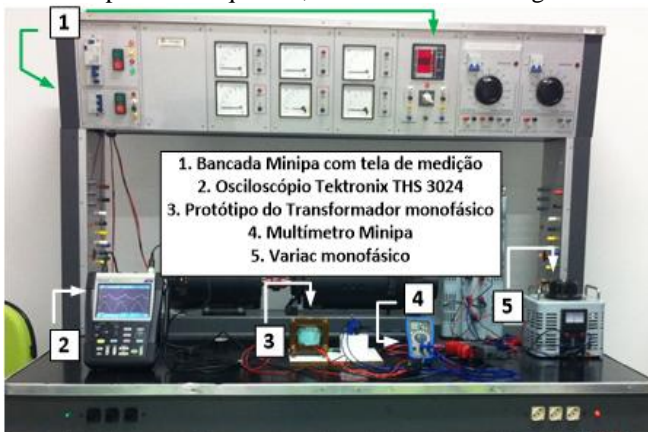 1
1. Bancada Minipa com tela de medição
2. Osciloscópio Tektronix THS 3024
3. Protótipo do Transformador monofásico
4. Multímetro Minipa
5. Variac monofásico
4
5
3
2